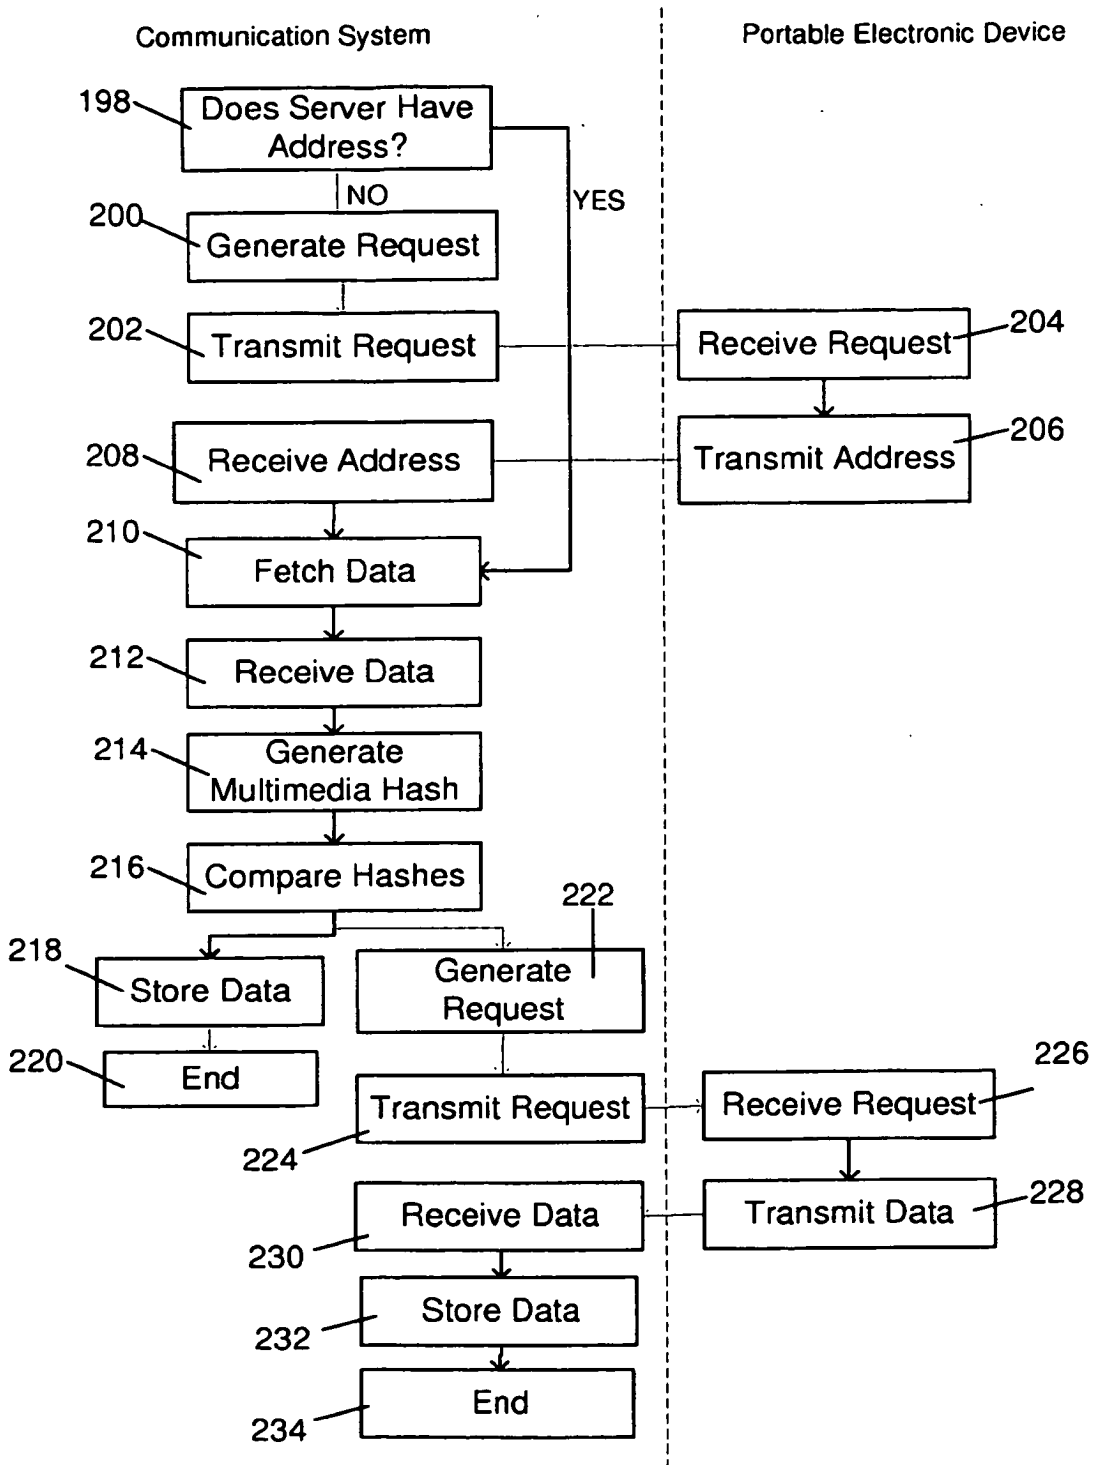 Communication System
Portable Electronic Device
198
Does Server Have
Address?
NO
YES
200
Generate Request
202
Transmit Request
Receive Request
204
208
Receive Address
Transmit Address
206
210
Fetch Data
212
Receive Data
214
Generate
Multimedia Hash
216
Compare Hashes
222
218
Store Data
Generate
Request
220
End
226
Transmit Request
Receive Request
224
Receive Data
Transmit Data
228
230
Store Data
232
End
234